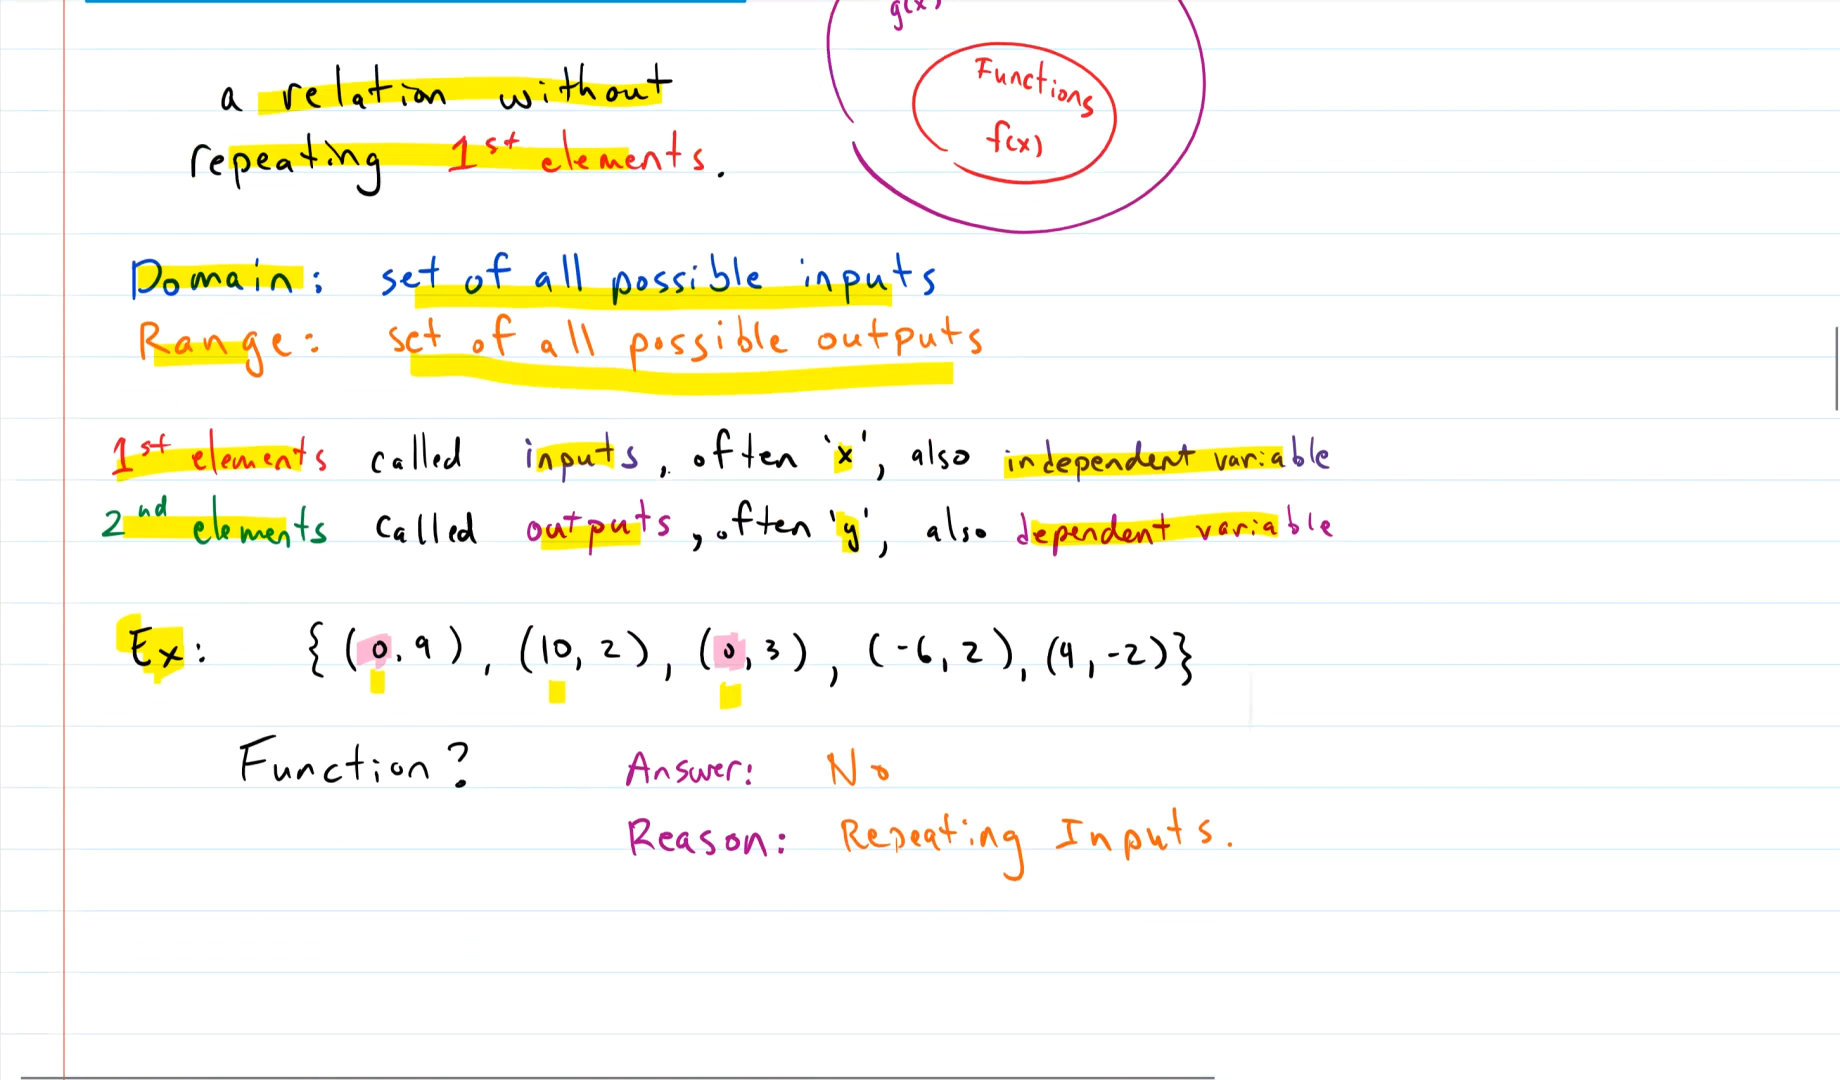 g(x)
Functions
f(x)
a relation without
repeating 1st elements.
Domain: set of all possible inputs
Range: set of all possible outputs
1st elements called inputs, often 'x', also independent variable
2nd elements called outputs, often 'y', also dependent variable
Ex: {(0,9), (10,2), (0,3), (-6,2), (9,-2)}
Function? Answer: No
Reason: Repeating Inputs.